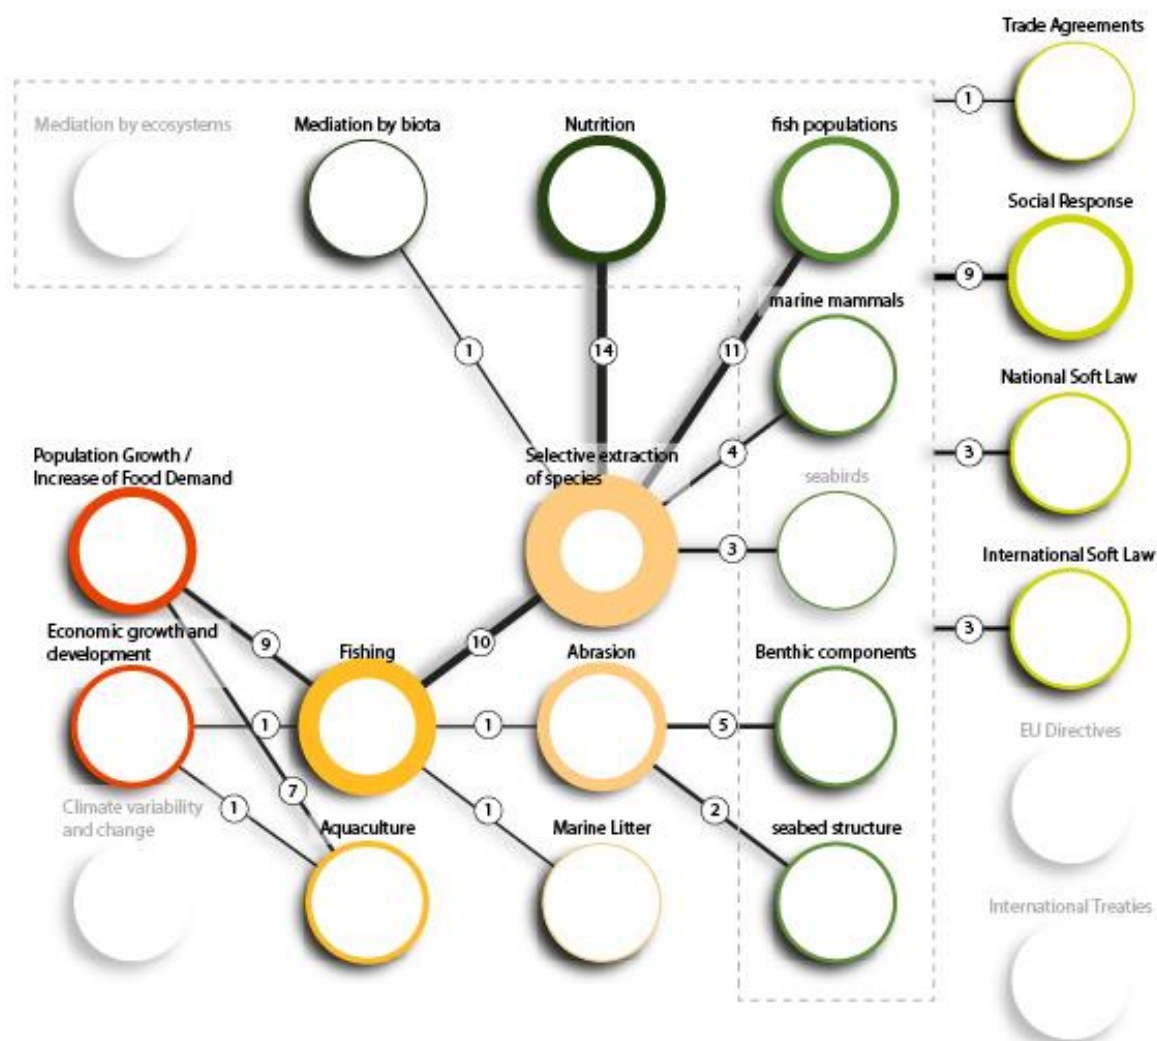 Trade Agreements
1
Mediation by ecosystems
Mediation by biota
Nutrition
fish populations
Social Response
9
marine mammals
1
14
11
National Soft Law
Population Growth /
Increase of Food Demand
Selective extraction
of species
4
3
seabirds
3
International Soft Law
Economic growth and
development
9
10
3
Fishing
Abrasion
Benthic components
1
1
5
EU Directives
Climate variability
and change
1
7
1
2
Aquaculture
Marine Litter
seabed structure
International Treaties